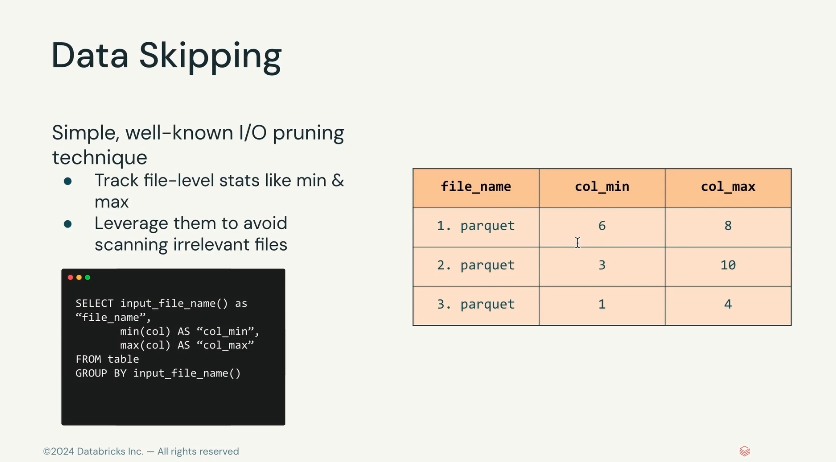 Data Skipping
Simple, well-known I/O pruning
technique
● Track file-level stats like min &
max
● Leverage them to avoid
scanning irrelevant files
SELECT input_file_name() as
“file_name”,
min(col) AS “col_min”,
max(col) AS “col_max”
FROM table
GROUP BY input_file_name()
file_name col_min col_max
1. parquet 6 8
2. parquet 3 10
3. parquet 1 4
©2024 Databricks Inc. — All rights reserved